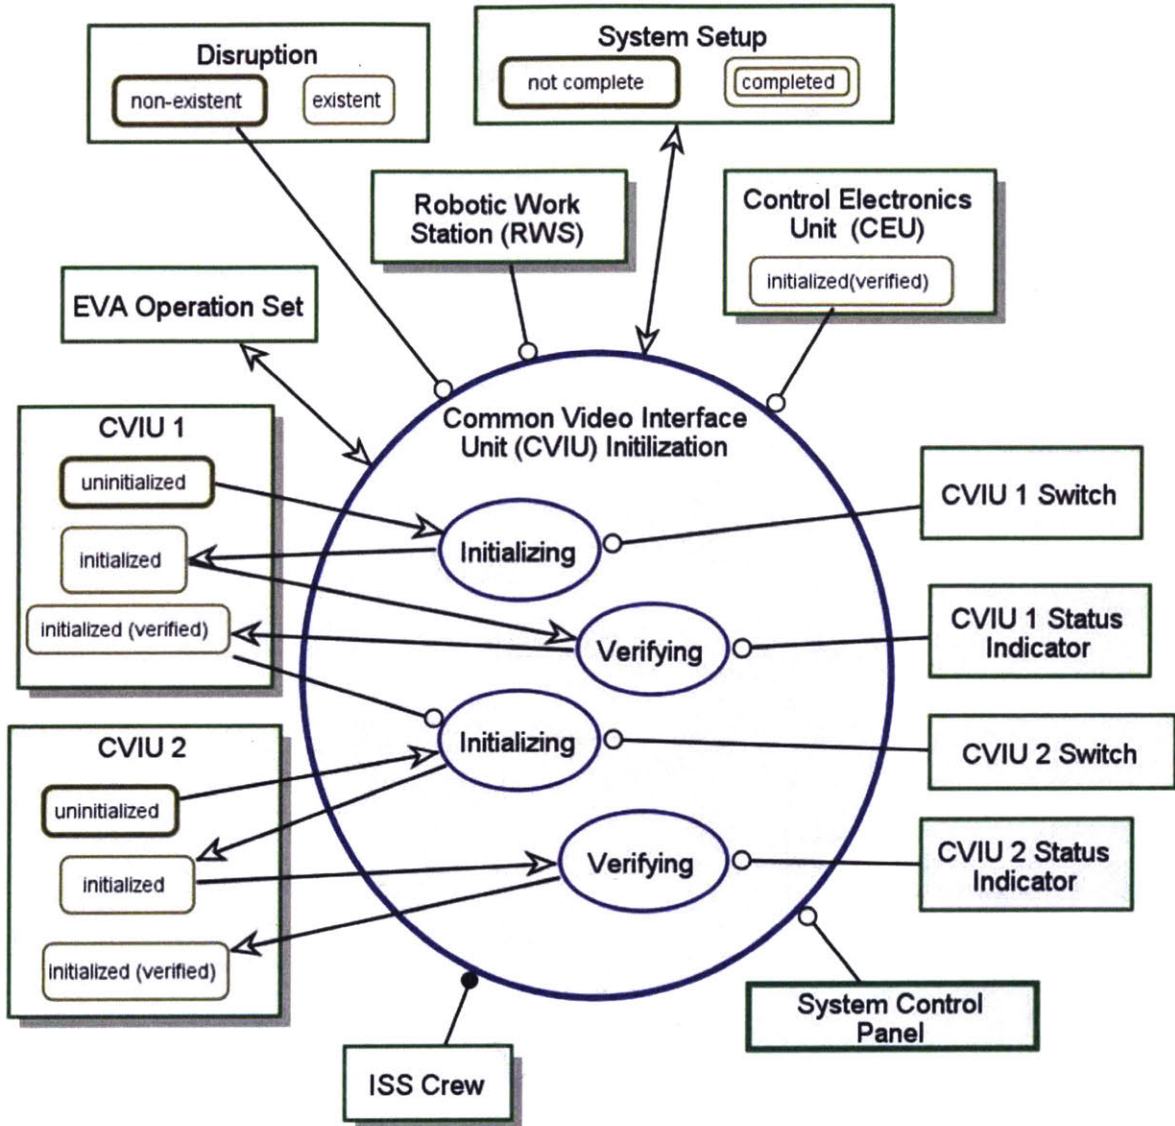 Disruption
non-existent
existent
System Setup
not complete
completed
Robotic Work
Station (RWS)
Control Electronics
Unit (CEU)
initialized(verified)
EVA Operation Set
Common Video Interface
Unit (CVIU) Initilization
CVIU 1
uninitialized
initialized
initialized (verified)
Initializing
CVIU 1 Switch
Verifying
CVIU 1 Status
Indicator
CVIU 2
uninitialized
initialized
initialized (verified)
Initializing
CVIU 2 Switch
Verifying
CVIU 2 Status
Indicator
System Control
Panel
ISS Crew